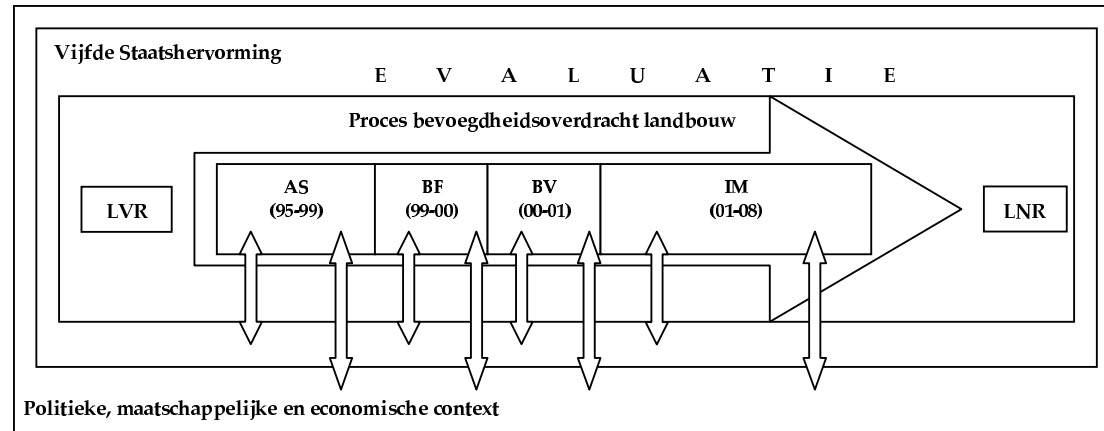 Vijfde Staatshervorming
E V A L U A T I E
Proces bevoegdheidsoverdracht landbouw
LVR
AS
(95-99)
BF
(99-00)
BV
(00-01)
IM
(01-08)
LNR
Politieke, maatschappelijke en economische context